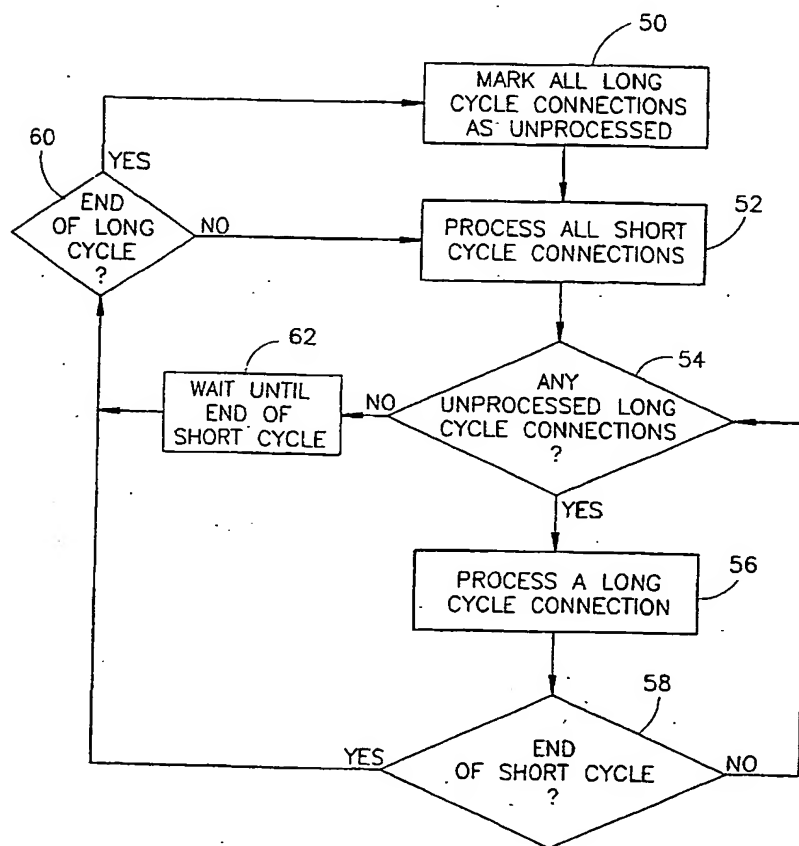 50
MARK ALL LONG
CYCLE CONNECTIONS
AS UNPROCESSED
60
YES
END
OF LONG
CYCLE
?
NO
52
PROCESS ALL SHORT
CYCLE CONNECTIONS
62
WAIT UNTIL
END OF
SHORT CYCLE
NO
54
ANY
UNPROCESSED LONG
CYCLE CONNECTIONS
?
YES
56
PROCESS A LONG
CYCLE CONNECTION
58
YES
END
OF SHORT CYCLE
?
NO